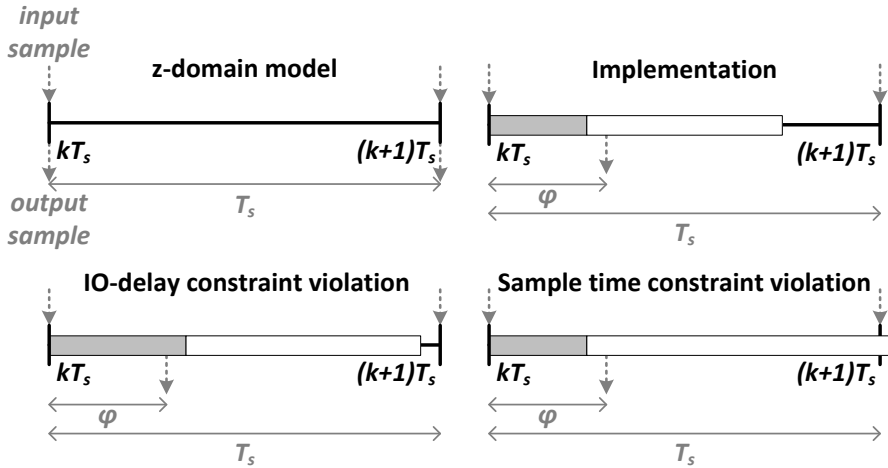 input
sample
z-domain model
Implementation
kTₛ
(k+1)Tₛ
kTₛ
(k+1)Tₛ
output
sample
Tₛ
φ
Tₛ
IO-delay constraint violation
Sample time constraint violation
kTₛ
(k+1)Tₛ
kTₛ
(k+1)Tₛ
φ
φ
Tₛ
Tₛ